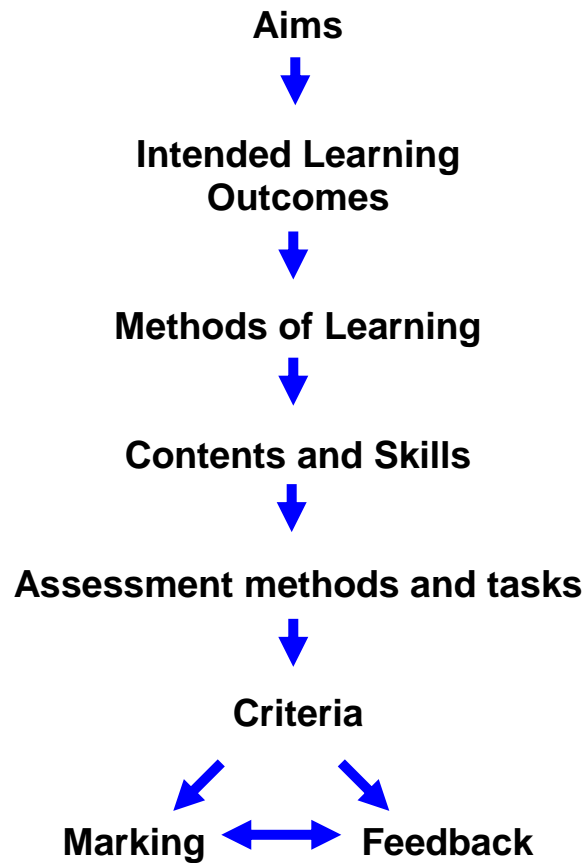 Aims
Intended Learning
Outcomes
Methods of Learning
Contents and Skills
Assessment methods and tasks
Criteria
Marking Feedback